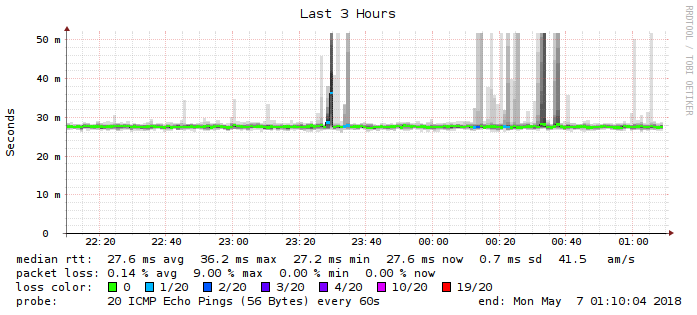 Last 3 Hours
RRDTOOL / TOBI OETIKER
Seconds
50 m
40 m
30 m
20 m
10 m
0
22:20 22:40 23:00 23:20 23:40 00:00 00:20 00:40 01:00
median rtt: 27.6 ms avg 36.2 ms max 27.2 ms min 27.6 ms now 0.7 ms sd 41.5 am/s
packet loss: 0.14 % avg 9.00 % max 0.00 % min 0.00 % now
loss color: 0 1/20 2/20 3/20 4/20 10/20 19/20
probe: 20 ICMP Echo Pings (56 Bytes) every 60s end: Mon May 7 01:10:04 2018